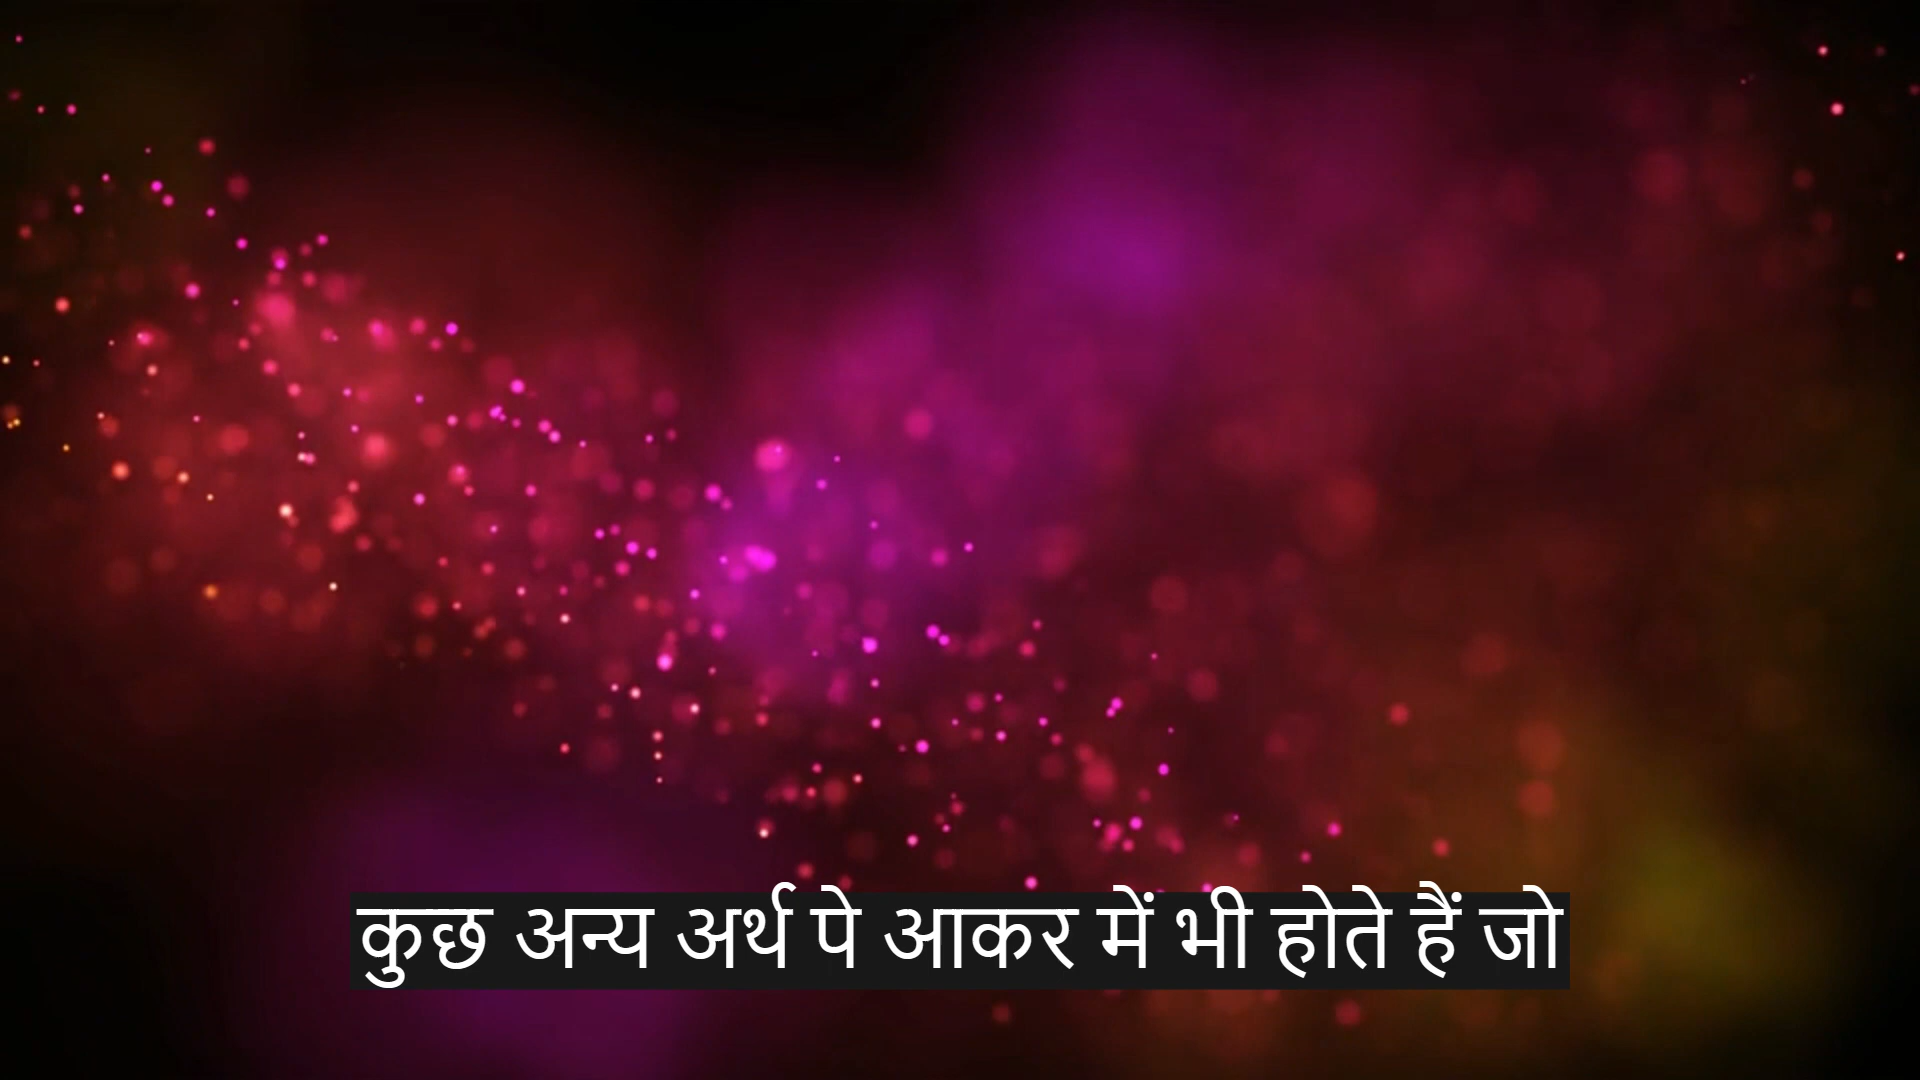 कुछ अन्य अर्थ पे आकर में भी होते हैं जो